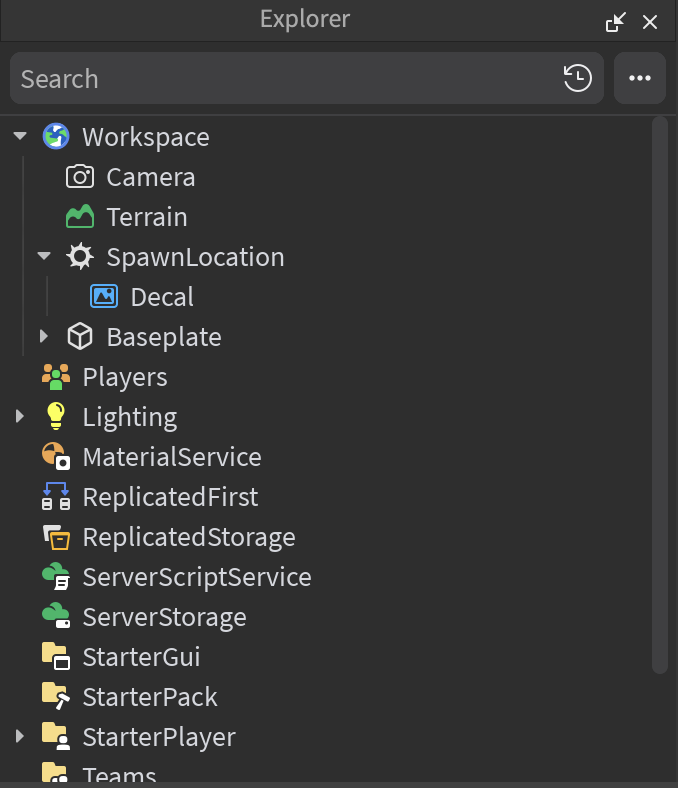 Explorer
Search
Workspace
Camera
Terrain
SpawnLocation
Decal
Baseplate
Players
Lighting
MaterialService
ReplicatedFirst
ReplicatedStorage
ServerScriptService
ServerStorage
StarterGui
StarterPack
StarterPlayer
Teams